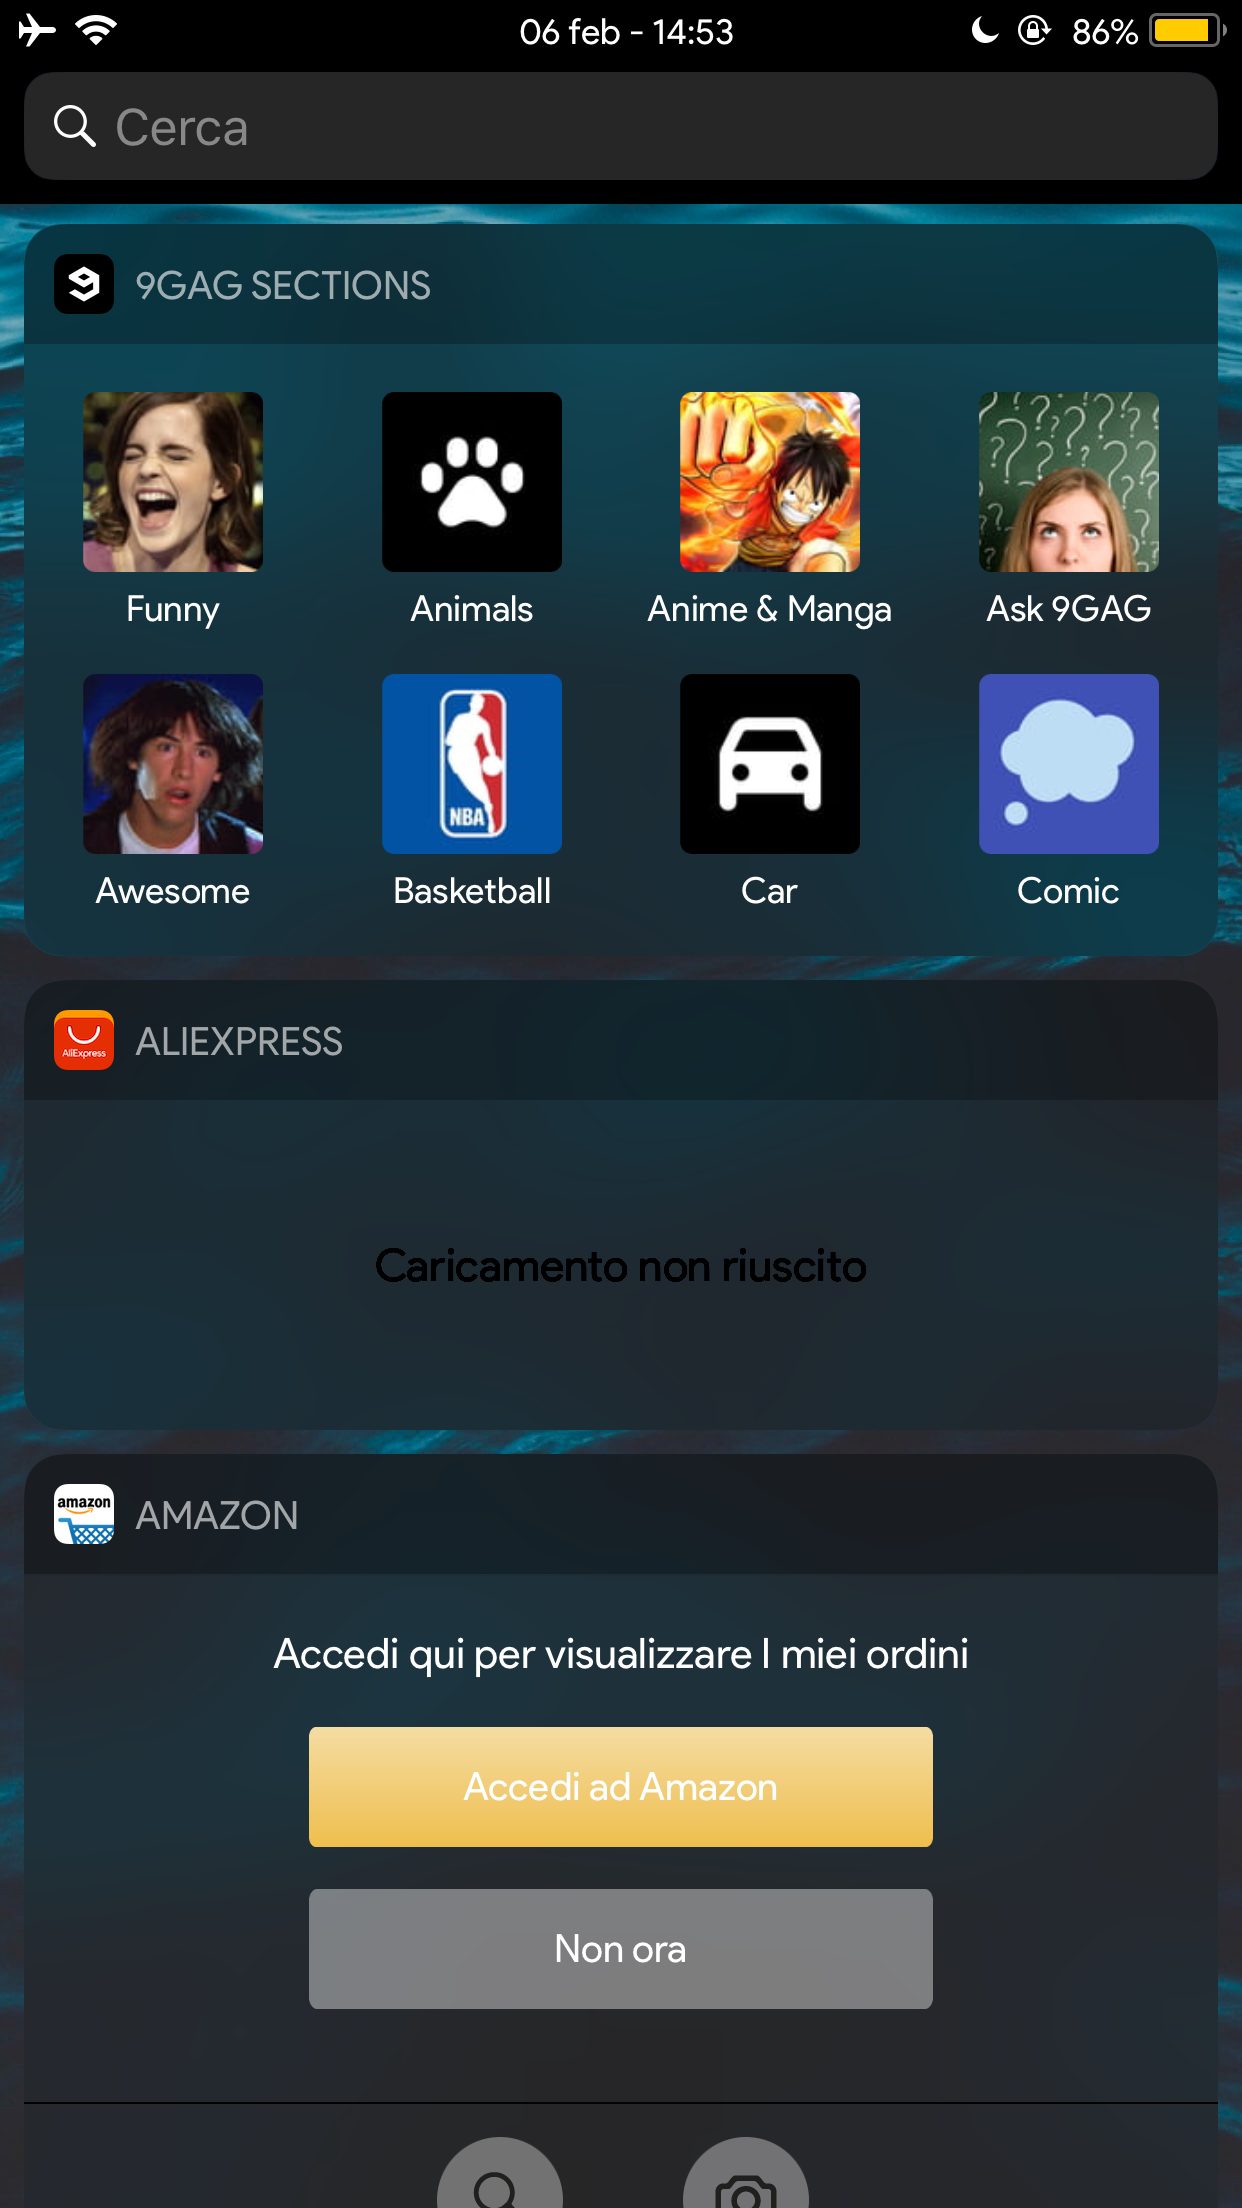 06 feb - 14:53
86%
Cerca
9GAG SECTIONS
Funny
Animals
Anime & Manga
Ask 9GAG
Awesome
NBA
Basketball
Car
Comic
AliExpress
ALIEXPRESS
Caricamento non riuscito
amazon
AMAZON
Accedi qui per visualizzare I miei ordini
Accedi ad Amazon
Non ora